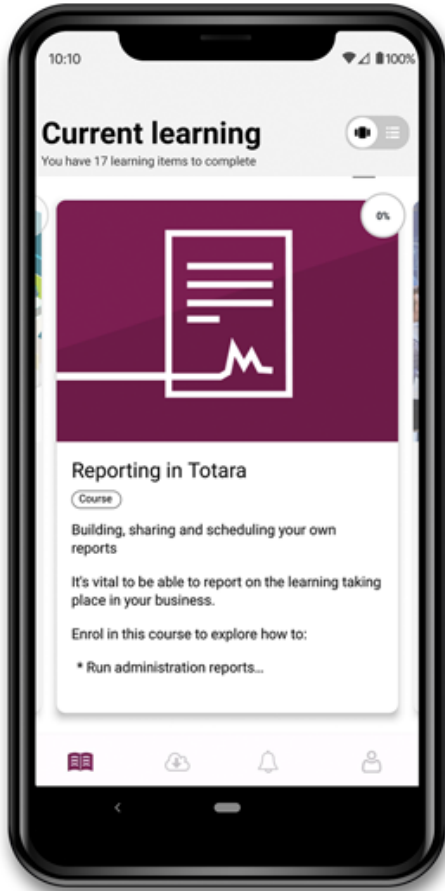 10:10
100%
Current learning
You have 17 learning items to complete
0%
Reporting in Totara
Course
Building, sharing and scheduling your own
reports
It's vital to be able to report on the learning taking
place in your business.
Enrol in this course to explore how to:
* Run administration reports...